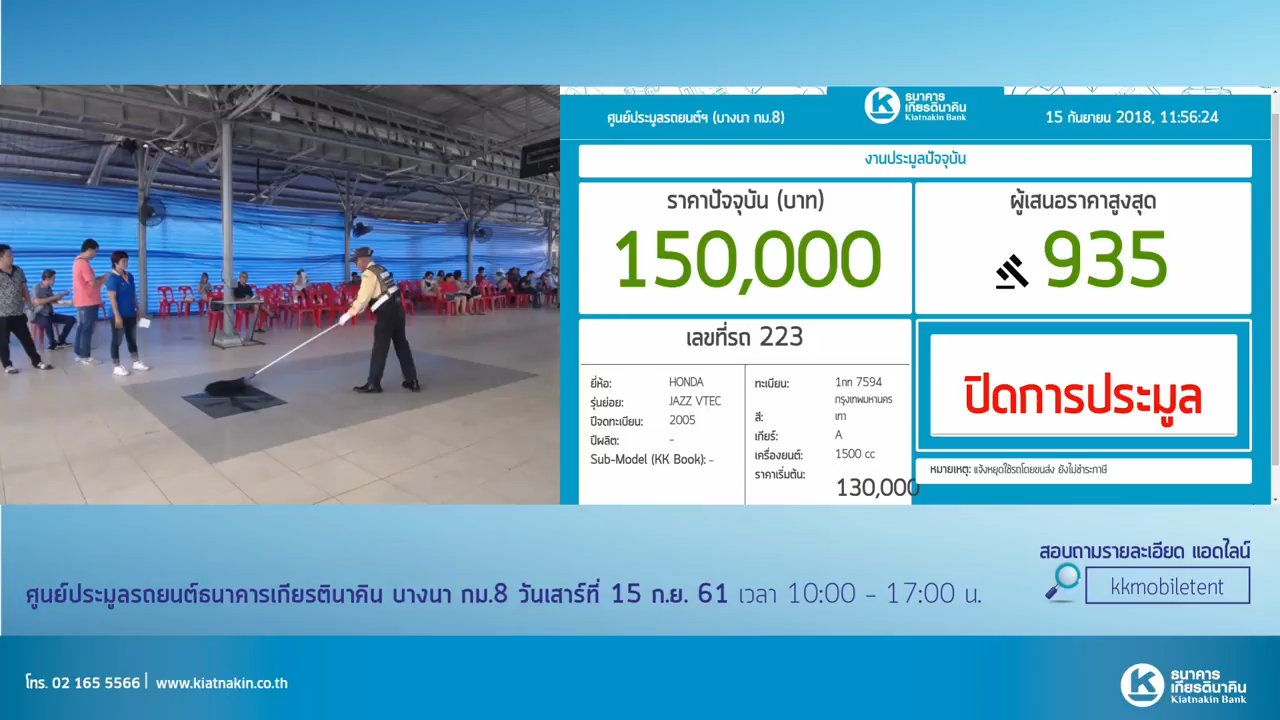 ศูนย์ประมูลรถยนต์ฯ (บางนา กม.8)
ธนาคาร
เกียรตินาคิน
Kiatnakin Bank
15 กันยายน 2018, 11:56:24
งานประมูลปัจจุบัน
ราคาปัจจุบัน (บาท)
150,000
ผู้เสนอราคาสูงสุด
935
เลขที่รถ 223
ยี่ห้อ: HONDA
รุ่นย่อย: JAZZ VTEC
ปีจดทะเบียน: 2005
ปีผลิต: -
Sub-Model (KK Book): -
ทะเบียน: 1กก 7594
กรุงเทพมหานคร
สี: เทา
เกียร์: A
เครื่องยนต์: 1500 cc
ราคาเริ่มต้น: 130,000
ปิดการประมูล
หมายเหตุ: แจ้งหยุดใช้รถโดยขนส่ง ยังไม่ชำระภาษี
สอบถามรายละเอียด แอดไลน์
kkmobiletent
ศูนย์ประมูลรถยนต์ธนาคารเกียรตินาคิน บางนา กม.8 วันเสาร์ที่ 15 ก.ย. 61 เวลา 10:00 - 17:00 น.
โทร. 02 165 5566 | www.kiatnakin.co.th
ธนาคาร
เกียรตินาคิน
Kiatnakin Bank